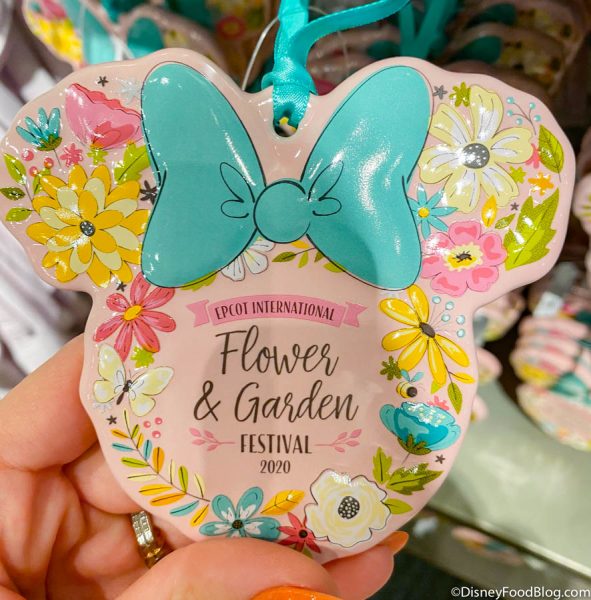 EPCOT INTERNATIONAL
Flower
& Garden
FESTIVAL
2020
©DisneyFoodBlog.com